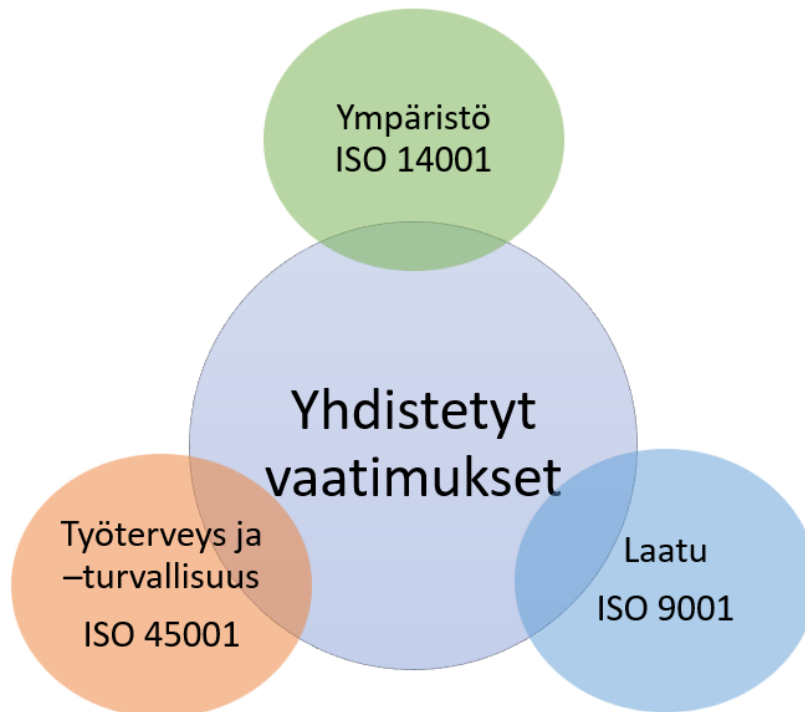 Ympäristö
ISO 14001
Yhdistetyt
vaatimukset
Työterveys ja
–turvallisuus
ISO 45001
Laatu
ISO 9001